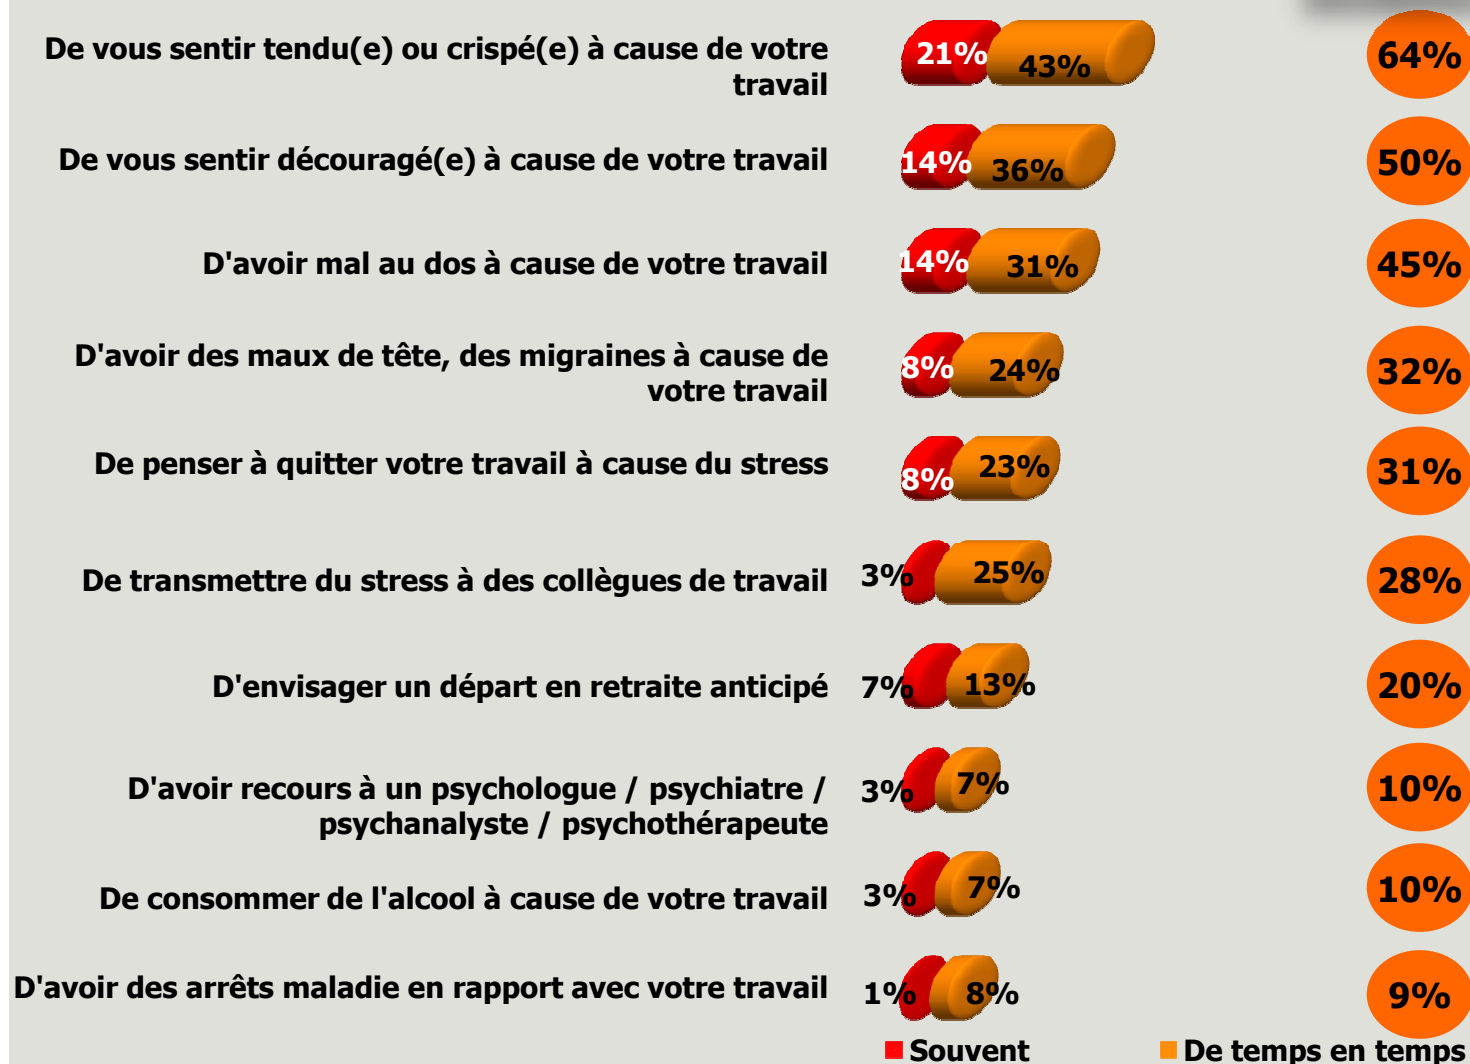 De vous sentir tendu(e) ou crispé(e) à cause de votre
travail
21% 43% 64%
De vous sentir découragé(e) à cause de votre travail 14% 36% 50%
D'avoir mal au dos à cause de votre travail 14% 31% 45%
D'avoir des maux de tête, des migraines à cause de
votre travail
8% 24% 32%
De penser à quitter votre travail à cause du stress 8% 23% 31%
De transmettre du stress à des collègues de travail 3% 25% 28%
D'envisager un départ en retraite anticipé 7% 13% 20%
D'avoir recours à un psychologue / psychiatre /
psychanalyste / psychothérapeute
3% 7% 10%
De consommer de l'alcool à cause de votre travail 3% 7% 10%
D'avoir des arrêts maladie en rapport avec votre travail 1% 8% 9%
Souvent De temps en temps